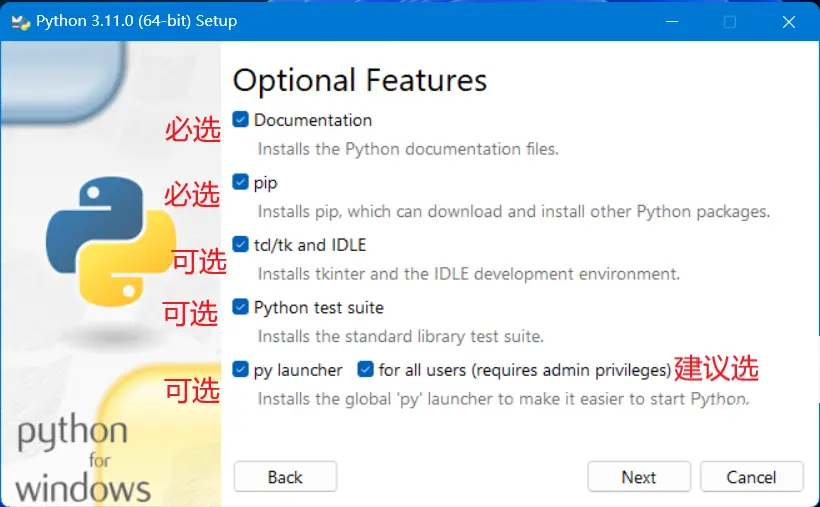 Python 3.11.0 (64-bit) Setup
Optional Features
必选
Documentation
Installs the Python documentation files.
必选
pip
Installs pip, which can download and install other Python packages.
可选
tcl/tk and IDLE
Installs tkinter and the IDLE development environment.
可选
Python test suite
Installs the standard library test suite.
可选
py launcher for all users (requires admin privileges) 建议选
Installs the global 'py' launcher to make it easier to start Python.
python
for
windows
Back Next Cancel